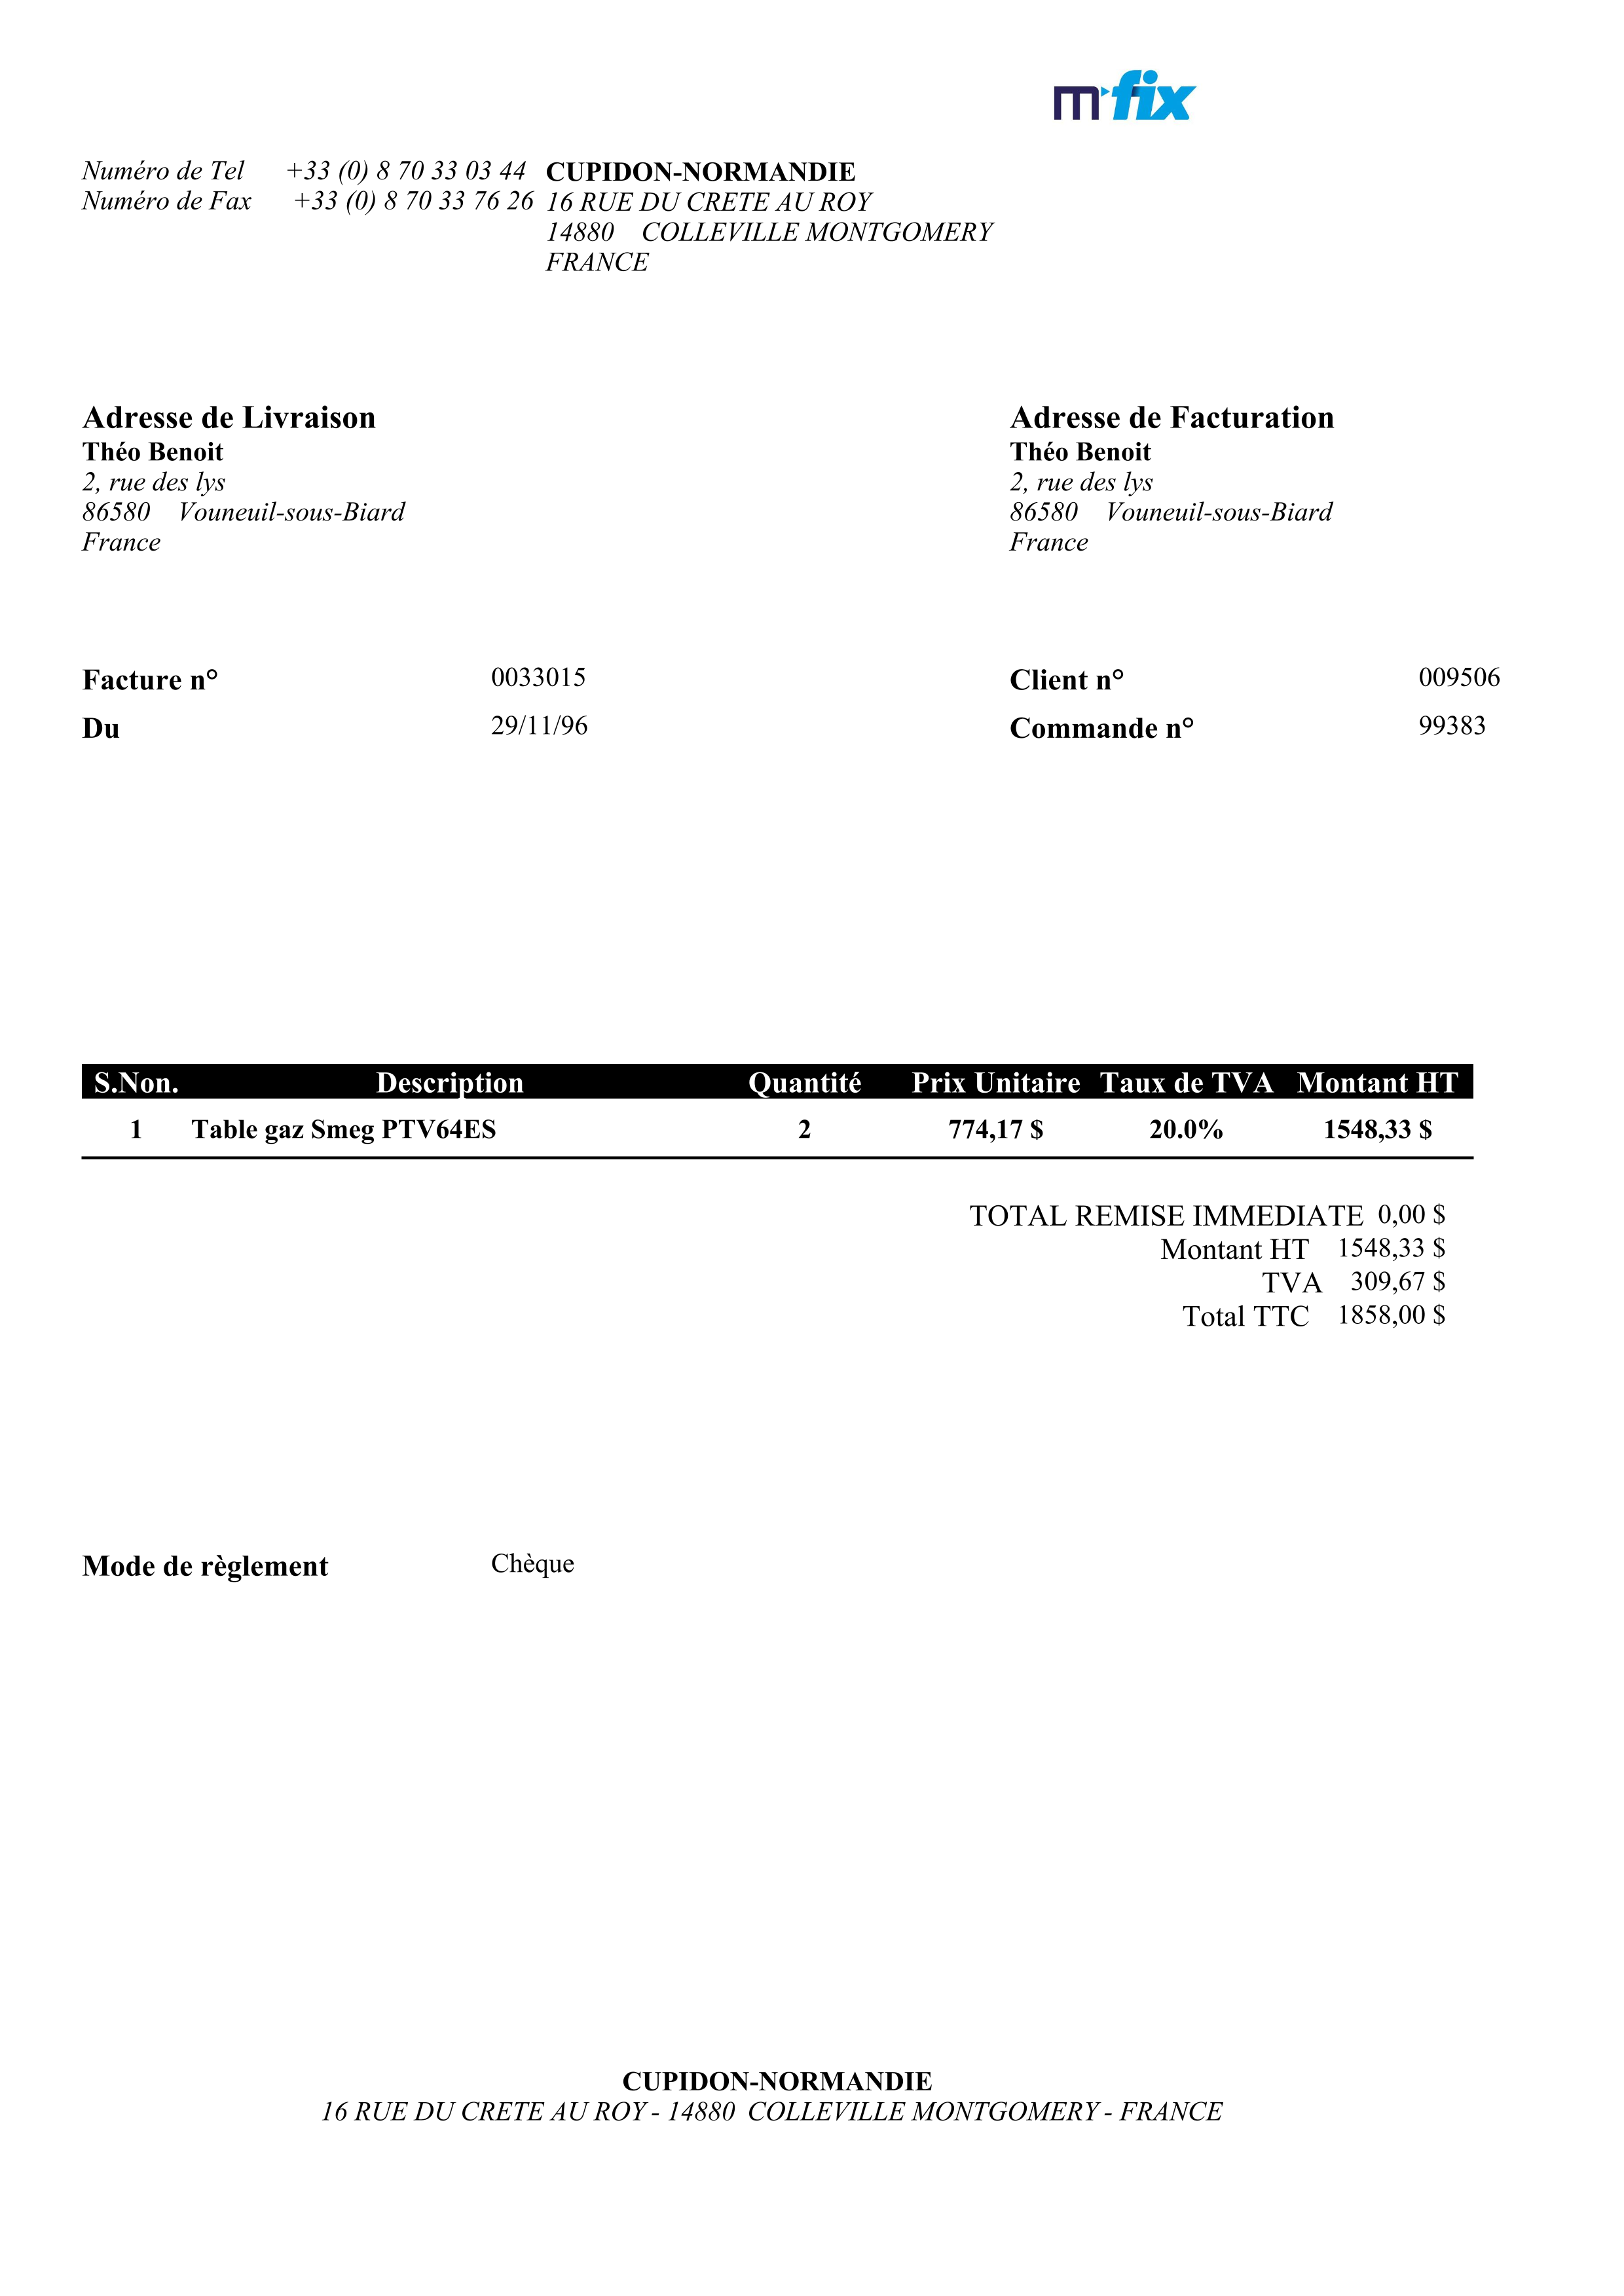 m fix
Numéro de Tel +33 (0) 8 70 33 03 44
Numéro de Fax +33 (0) 8 70 33 76 26
CUPIDON-NORMANDIE
16 RUE DU CRETE AU ROY
14880 COLLEVILLE MONTGOMERY
FRANCE
Adresse de Livraison
Théo Benoit
2, rue des lys
86580 Vouneuil-sous-Biard
France
Adresse de Facturation
Théo Benoit
2, rue des lys
86580 Vouneuil-sous-Biard
France
Facture n° 0033015
Du 29/11/96
Client n° 009506
Commande n° 99383
S.Non. Description Quantité Prix Unitaire Taux de TVA Montant HT
1 Table gaz Smeg PTV64ES 2 774,17 $ 20.0% 1548,33 $
TOTAL REMISE IMMEDIATE 0,00 $
Montant HT 1548,33 $
TVA 309,67 $
Total TTC 1858,00 $
Mode de règlement Chèque
CUPIDON-NORMANDIE
16 RUE DU CRETE AU ROY - 14880 COLLEVILLE MONTGOMERY - FRANCE